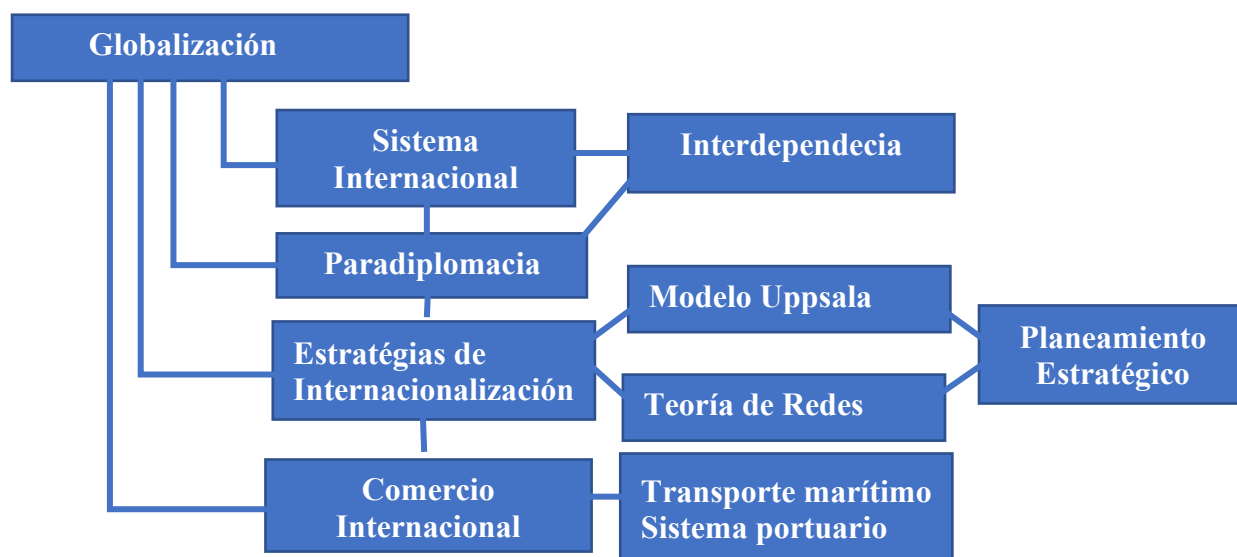 Globalización
Sistema
Internacional
Interdependecia
Paradiplomacia
Modelo Uppsala
Estratégias de
Internacionalización
Planeamiento
Estratégico
Teoría de Redes
Comercio
Internacional
Transporte marítimo
Sistema portuario